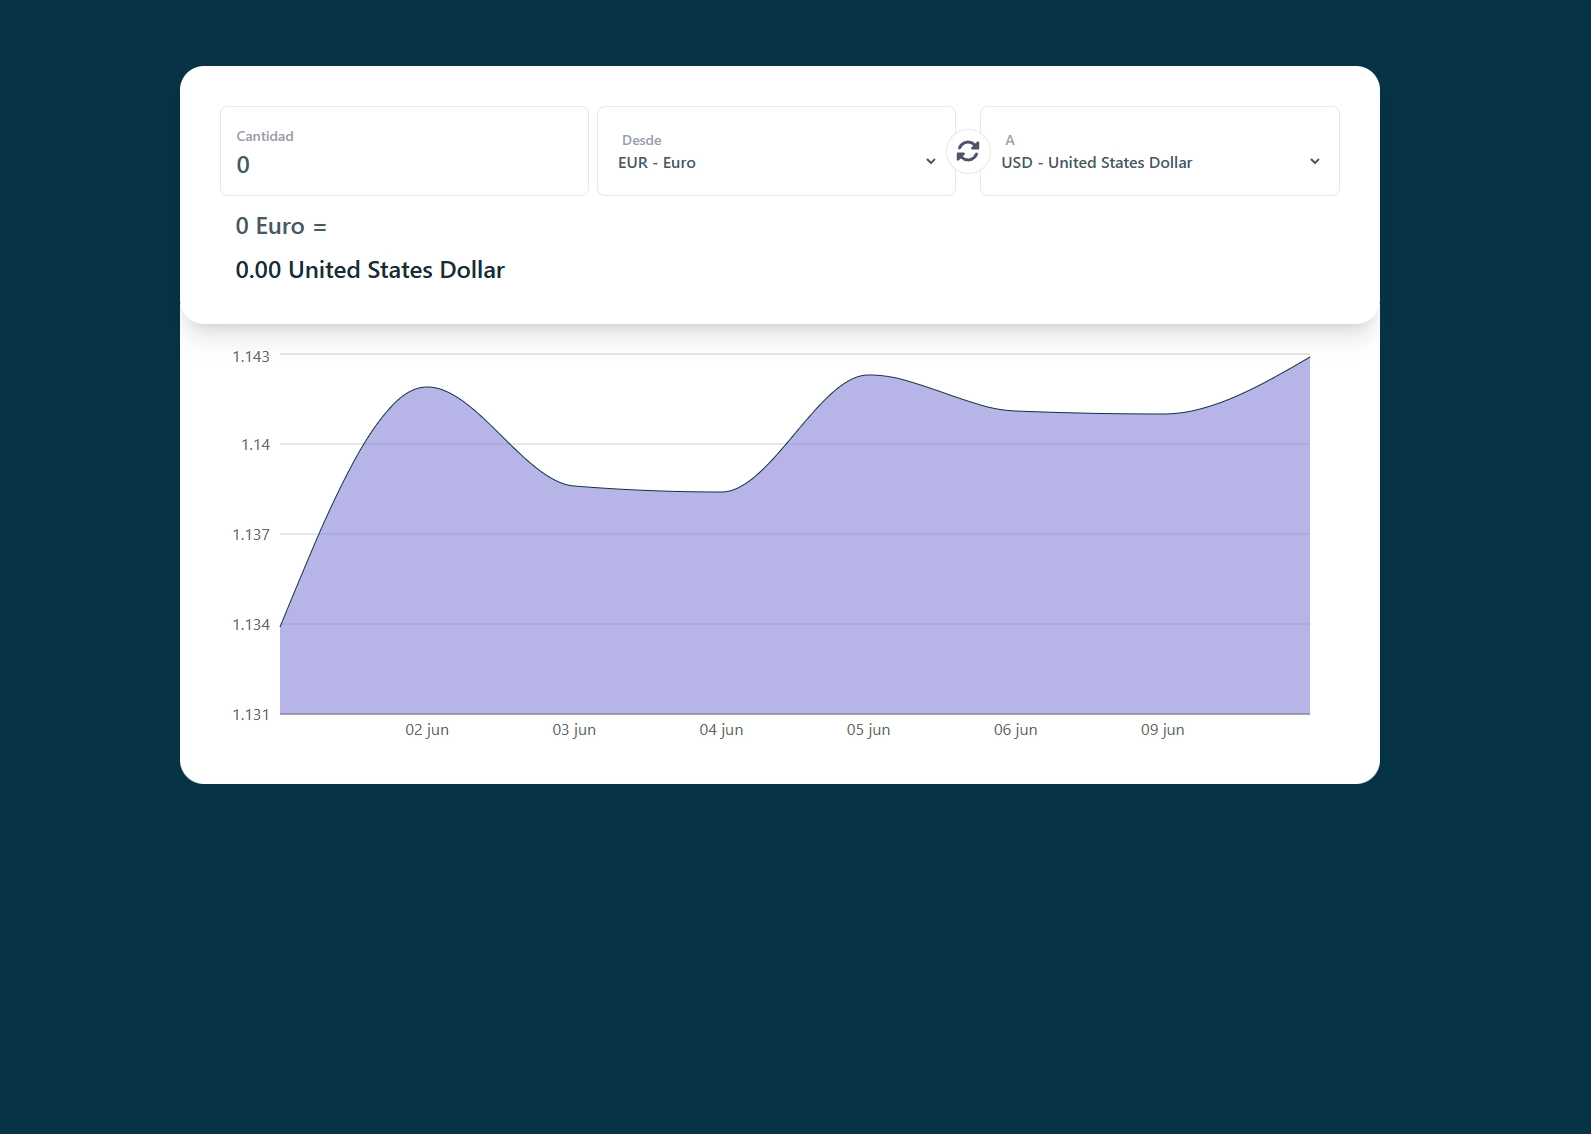 Cantidad
0
Desde
EUR - Euro
A
USD - United States Dollar
0 Euro =
0.00 United States Dollar
1.143
1.14
1.137
1.134
1.131
02 jun 03 jun 04 jun 05 jun 06 jun 09 jun